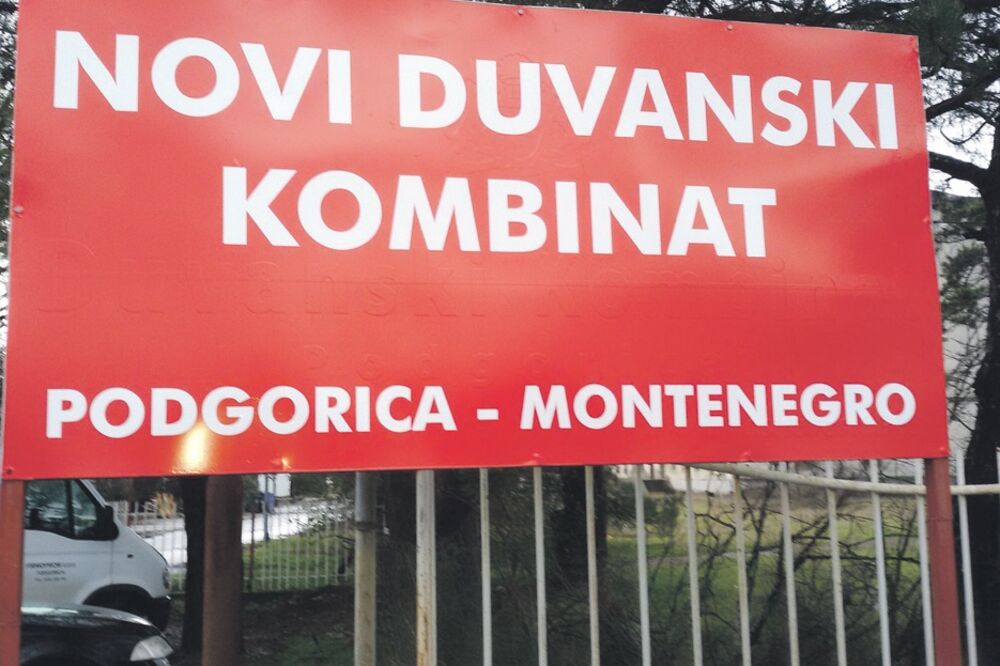 NOVI DUVANSKI
KOMBINAT
PODGORICA - MONTENEGRO